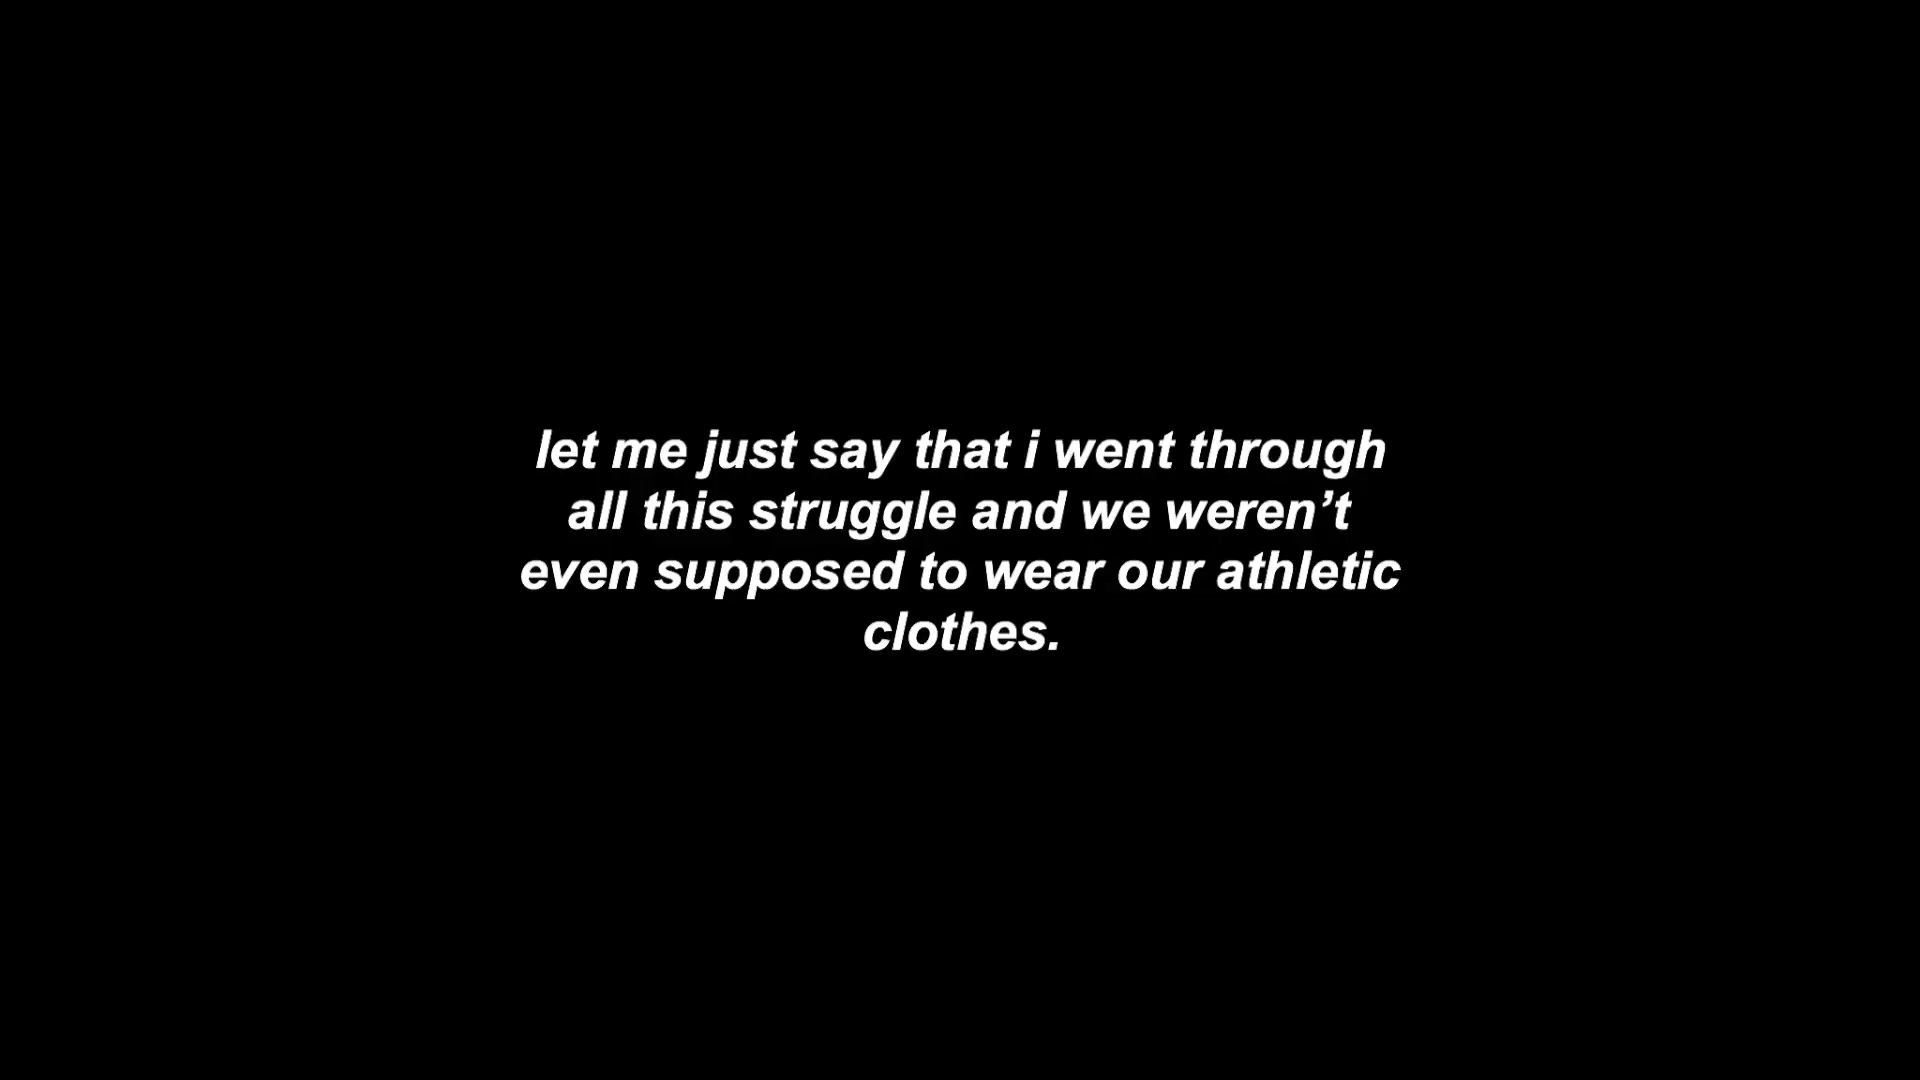 let me just say that i went through
all this struggle and we weren’t
even supposed to wear our athletic
clothes.